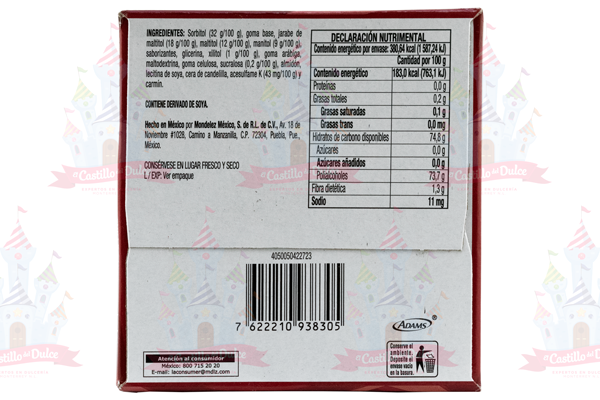 INGREDIENTES: Sorbitol (32 g/100 g), goma base, jarabe de
maltitol (18 g/100 g), maltitol (12 g/100 g), manitol (9 g/100 g),
saborizantes, glicerina, xilitol (1 g/100 g), goma arábiga,
maltodextrina, goma celulosa, sucralosa (0,2 g/100 g), almidón,
lecitina de soya, cera de candelilla, acesulfame K (43 mg/100 g) y
carmín.
CONTIENE DERIVADO DE SOYA.
Hecho en México por Mondelez México, S. de R.L. de C.V., Av. 18 de
Noviembre #1028, Camino a Manzanilla, C.P. 72304, Puebla, Pue.,
México.
CONSÉRVESE EN LUGAR FRESCO Y SECO
L / EXP: Ver empaque
DECLARACIÓN NUTRIMENTAL
Contenido energético por envase: 380,64 kcal (1 587,24 kJ)
Cantidad por 100 g
Contenido energético 183,0 kcal (763,1 kJ)
Proteínas 0,0 g
Grasas totales 0,2 g
Grasas saturadas 0,1 g
Grasas trans 0,0 mg
Hidratos de carbono disponibles 74,8 g
Azúcares 0,0 g
Azúcares añadidos 0,0 g
Polialcoholes 73,7 g
Fibra dietética 1,3 g
Sodio 11 mg
4050050422723
7 622210 938305
ADAMS®
Atención al consumidor
México: 800 715 20 20
E-mail: laconsumer@mdlz.com
Conserve el
ambiente.
Deposite el
envase vacío
en la basura.
El Castillo del Dulce